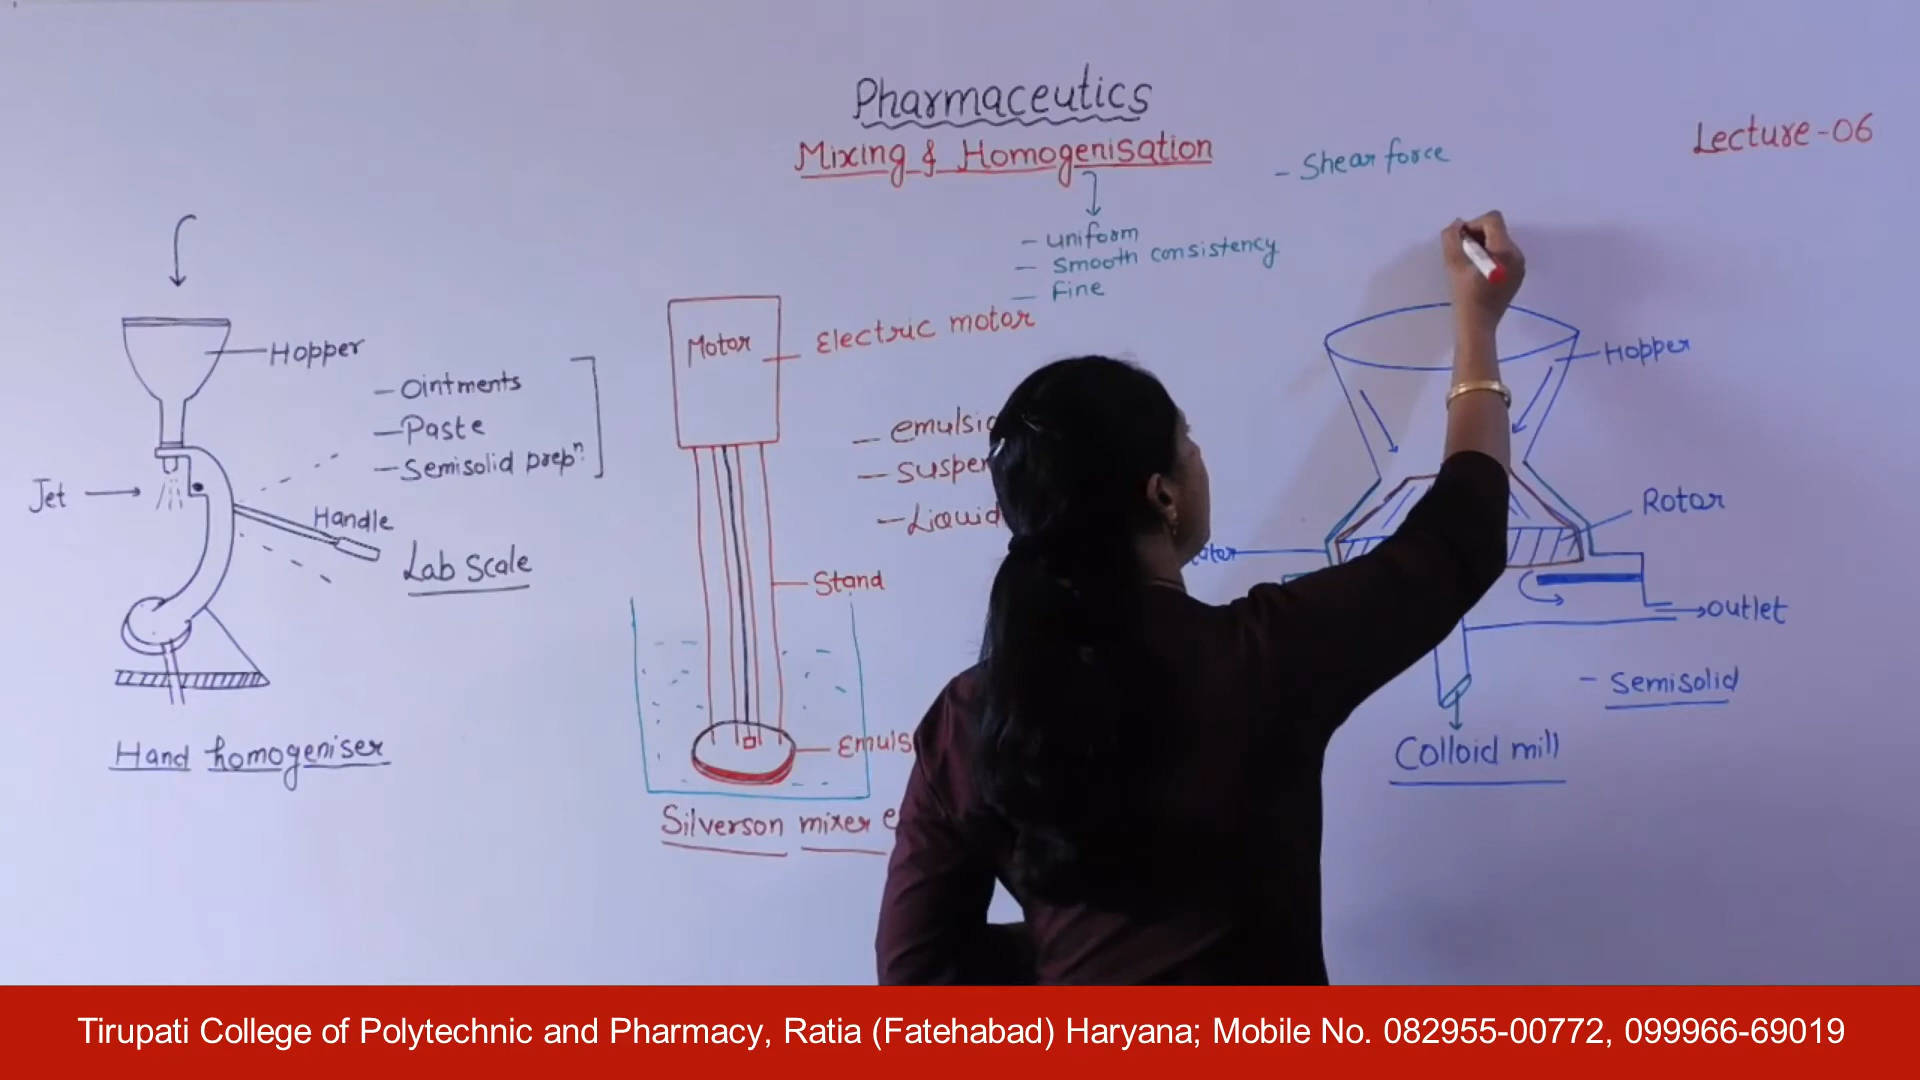 Pharmaceutics
Mixing & Homogenisation
Lecture-06
- Shear force
- uniform
- Smooth consistency
- Fine
Hopper
- Ointments
- Paste
- Semisolid prepⁿ.
Jet
Handle
Lab Scale
Hand homogeniser
Motor
Electric motor
-
-
- Liquid
Stand
Silverson mixer
Hopper
Rotor
outlet
- Semisolid
Colloid mill
Tirupati College of Polytechnic and Pharmacy, Ratia (Fatehabad) Haryana; Mobile No. 082955-00772, 099966-69019